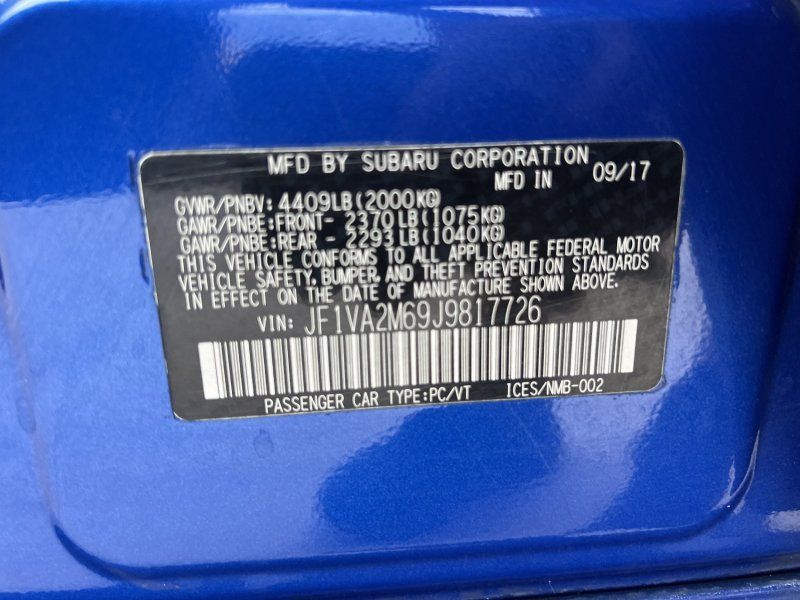 MFD BY SUBARU CORPORATION
MFD IN 09/17
GVWR/PNBV: 4409LB(2000KG)
GAWR/PNBE:FRONT- 2370LB(1075KG)
GAWR/PNBE:REAR - 2293LB(1040KG)
THIS VEHICLE CONFORMS TO ALL APPLICABLE FEDERAL MOTOR
VEHICLE SAFETY, BUMPER, AND THEFT PREVENTION STANDARDS
IN EFFECT ON THE DATE OF MANUFACTURE SHOWN ABOVE.
VIN: JF1VA2M69J9817726
PASSENGER CAR TYPE:PC/VT ICES/NMB-002